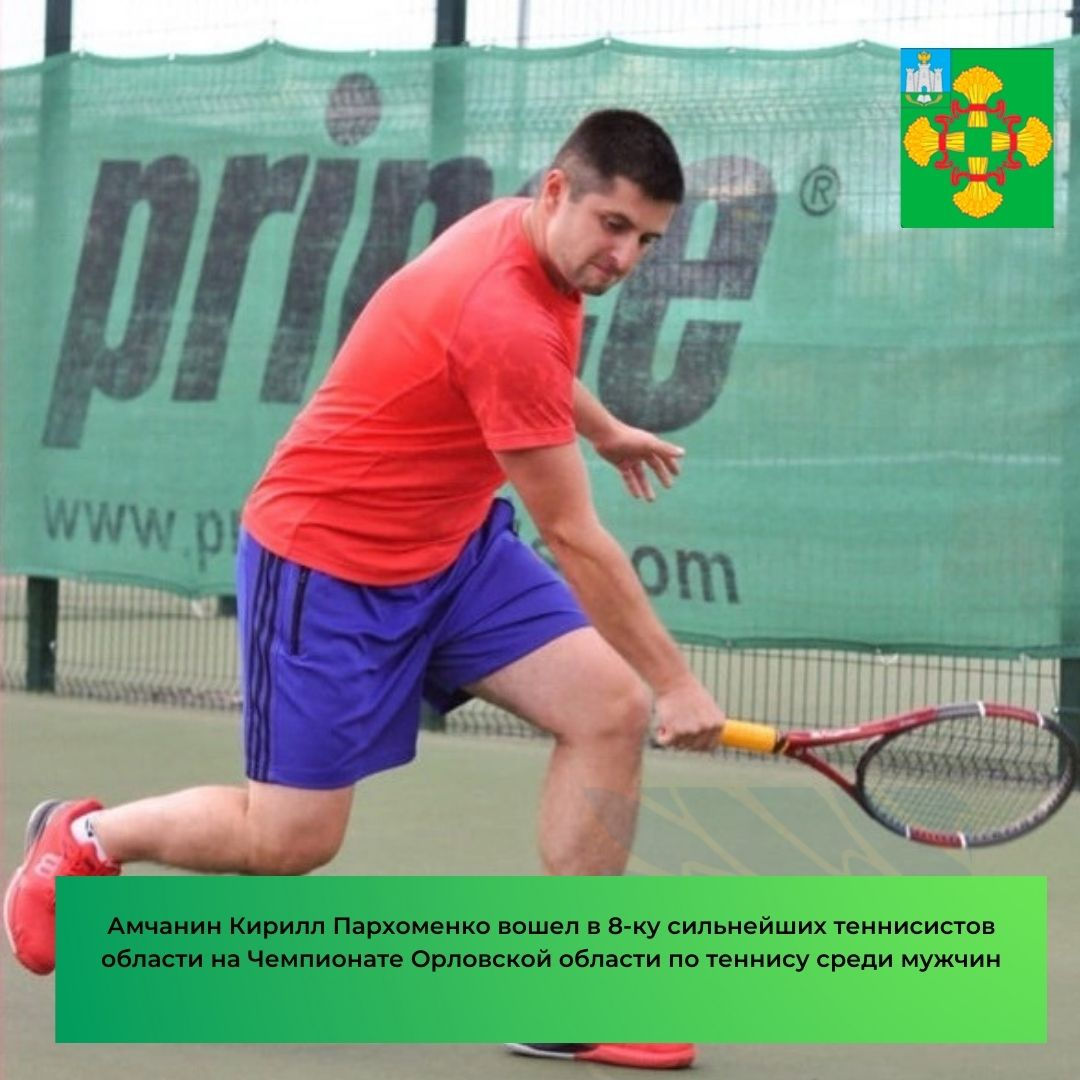 prince®
www.p s.com
Амчанин Кирилл Пархоменко вошел в 8-ку сильнейших теннисистов
области на Чемпионате Орловской области по теннису среди мужчин